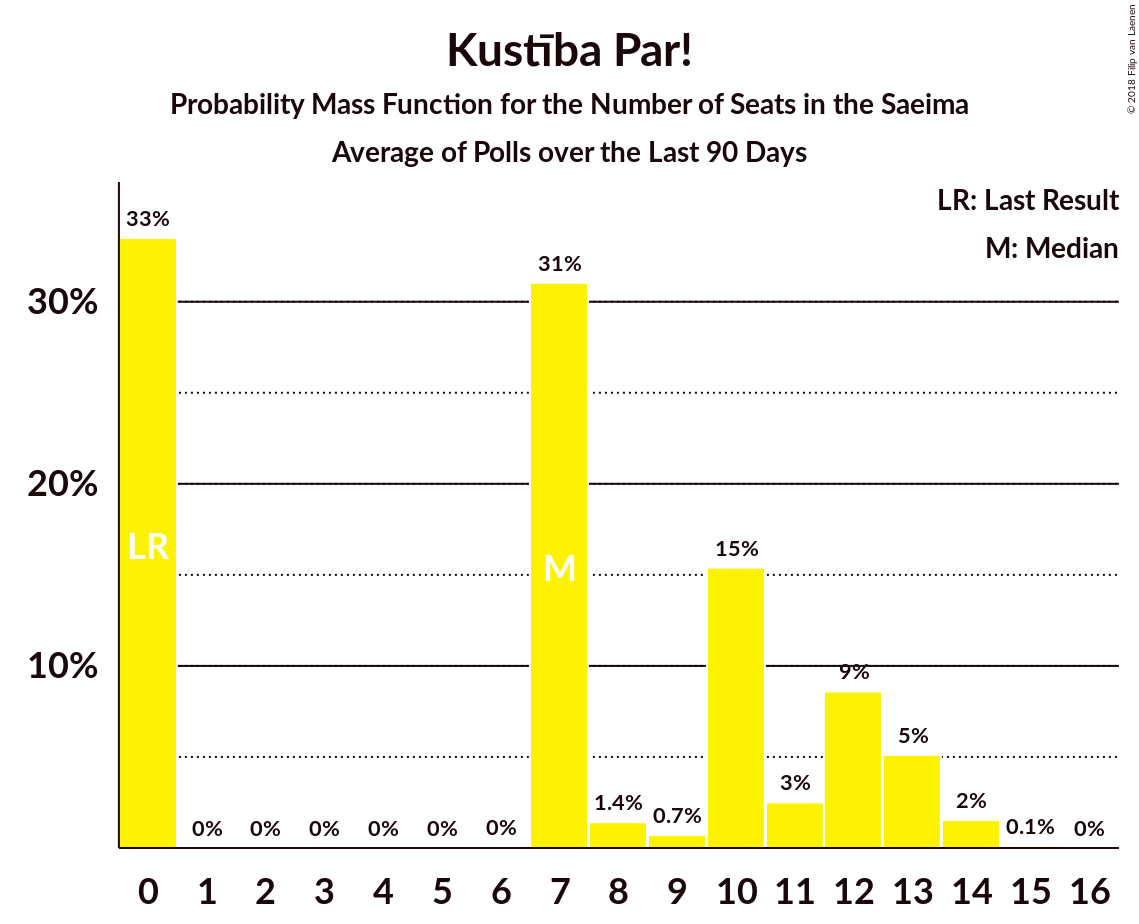 Kustība Par!
Probability Mass Function for the Number of Seats in the Saeima
Average of Polls over the Last 90 Days
© 2018 Filip van Laenen
LR: Last Result
M: Median
33%
31%
30%
20%
LR
M
15%
10%
9%
5%
3%
2%
1.4%
0.7%
0.1%
0% 0% 0% 0% 0% 0% 0%
0 1 2 3 4 5 6 7 8 9 10 11 12 13 14 15 16